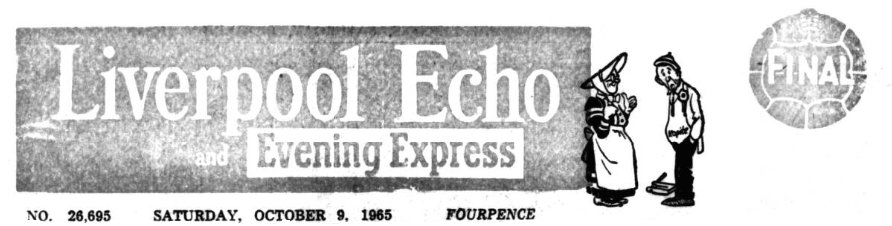 Liverpool Echo
and Evening Express
FINAL
NO. 26,695 SATURDAY, OCTOBER 9, 1965 FOURPENCE